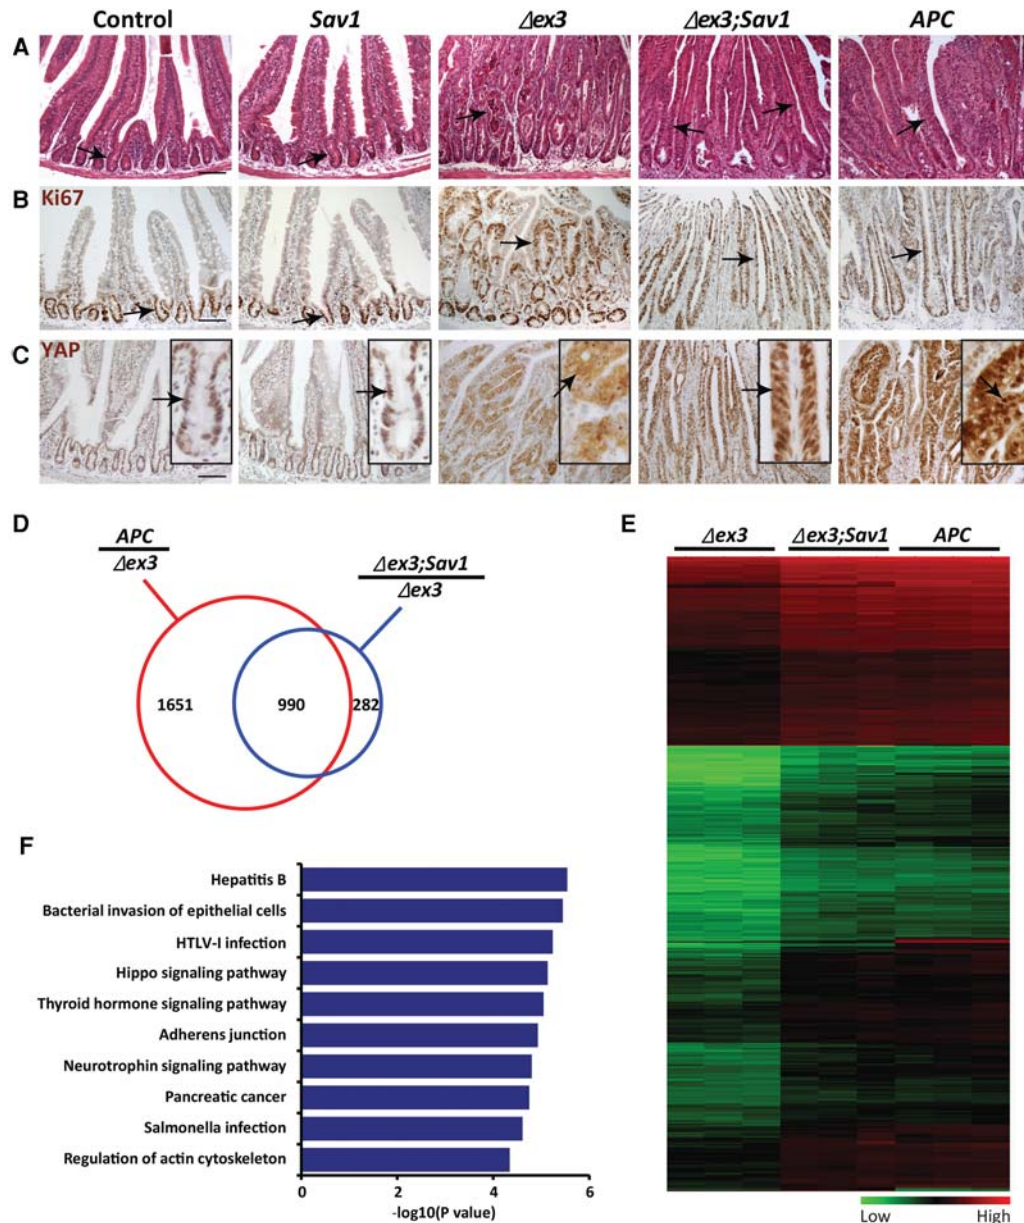 Control Sav1 Δex3 Δex3;Sav1 APC
A
B Ki67
C YAP
D
APC
Δex3
Δex3;Sav1
Δex3
1651 990 282
E
Δex3 Δex3;Sav1 APC
Low High
F
Hepatitis B
Bacterial invasion of epithelial cells
HTLV-I infection
Hippo signaling pathway
Thyroid hormone signaling pathway
Adherens junction
Neurotrophin signaling pathway
Pancreatic cancer
Salmonella infection
Regulation of actin cytoskeleton
0 2 4 6
-log10(P value)